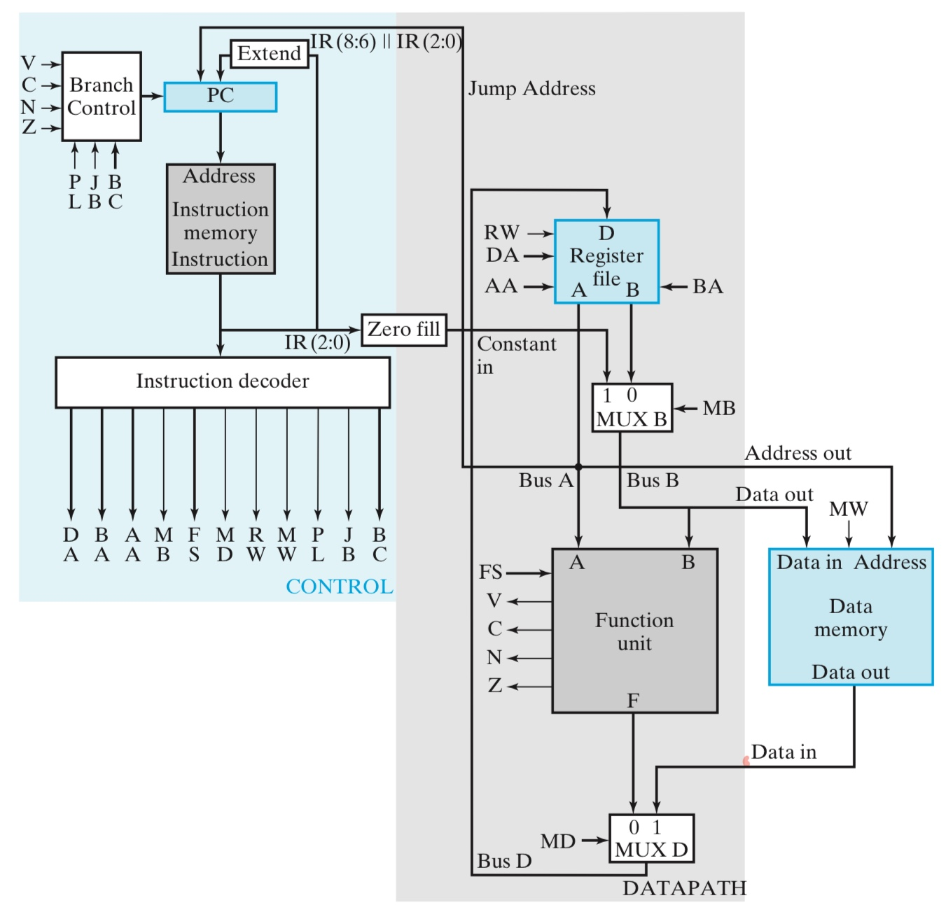 IR (8:6) || IR (2:0)
Extend
Jump Address
V
C
N
Z
Branch
Control
PC
P J B
L B C
Address
Instruction
memory
Instruction
RW
DA
AA
D
Register
file
A B
BA
IR (2:0)
Zero fill
Constant
in
Instruction decoder
1 0
MUX B
MB
Address out
Bus A
Bus B
Data out
MW
D B A M F M R M P J B
A A A B S D W W L B C
CONTROL
FS
V
C
N
Z
A B
Function
unit
F
Data in Address
Data
memory
Data out
Data in
MD
0 1
MUX D
Bus D
DATAPATH